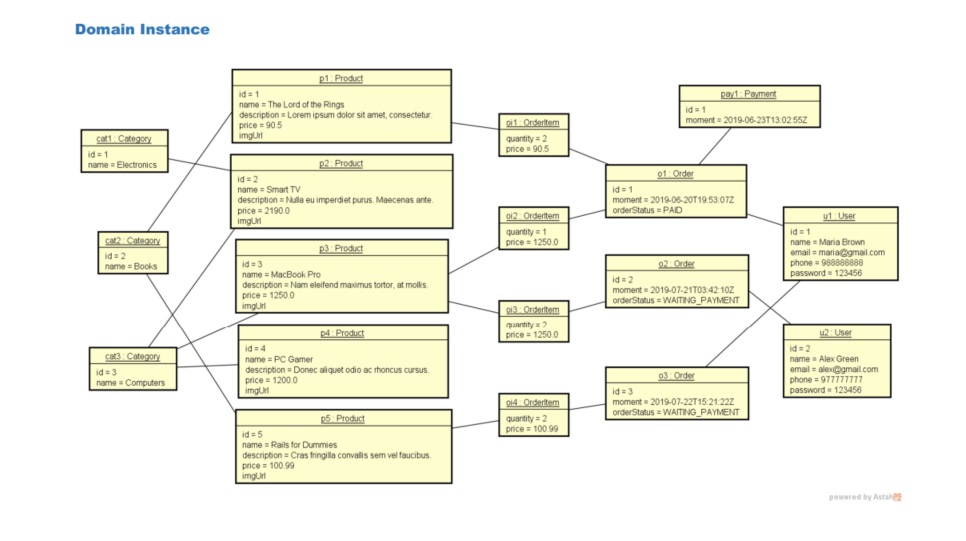 Domain Instance
p1 : Product
id = 1
name = The Lord of the Rings
description = Lorem ipsum dolor sit amet, consectetur.
price = 90.5
imgUrl
pay1 : Payment
id = 1
moment = 2019-06-23T13:02:55Z
oi1 : OrderItem
quantity = 2
price = 90.5
cat1 : Category
id = 1
name = Electronics
p2 : Product
id = 2
name = Smart TV
description = Nulla eu imperdiet purus. Maecenas ante.
price = 2190.0
imgUrl
o1 : Order
id = 1
moment = 2019-06-20T19:53:07Z
orderStatus = PAID
oi2 : OrderItem
quantity = 1
price = 1250.0
u1 : User
id = 1
name = Maria Brown
email = maria@gmail.com
phone = 988888888
password = 123456
cat2 : Category
id = 2
name = Books
p3 : Product
id = 3
name = MacBook Pro
description = Nam eleifend maximus tortor, at mollis.
price = 1250.0
imgUrl
o2 : Order
id = 2
moment = 2019-07-21T03:42:10Z
orderStatus = WAITING_PAYMENT
oi3 : OrderItem
quantity = 2
price = 1250.0
p4 : Product
id = 4
name = PC Gamer
description = Donec aliquet odio ac rhoncus cursus.
price = 1200.0
imgUrl
u2 : User
id = 2
name = Alex Green
email = alex@gmail.com
phone = 977777777
password = 123456
cat3 : Category
id = 3
name = Computers
o3 : Order
id = 3
moment = 2019-07-22T15:21:22Z
orderStatus = WAITING_PAYMENT
oi4 : OrderItem
quantity = 2
price = 100.99
p5 : Product
id = 5
name = Rails for Dummies
description = Cras fringilla convallis sem vel faucibus.
price = 100.99
imgUrl
powered by Astah